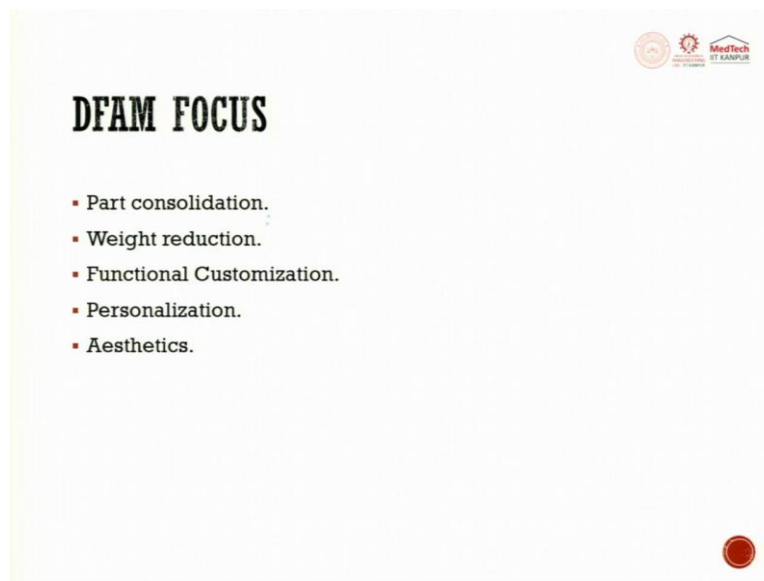 MedTech
IIT KANPUR
DFAM FOCUS
▪ Part consolidation.
▪ Weight reduction.
▪ Functional Customization.
▪ Personalization.
▪ Aesthetics.